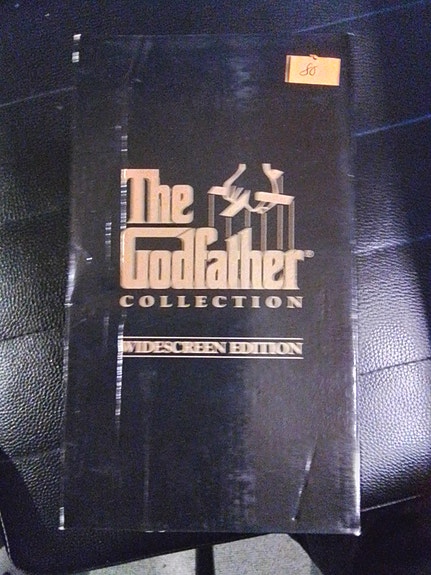 80
The
Godfather®
COLLECTION
WIDESCREEN EDITION